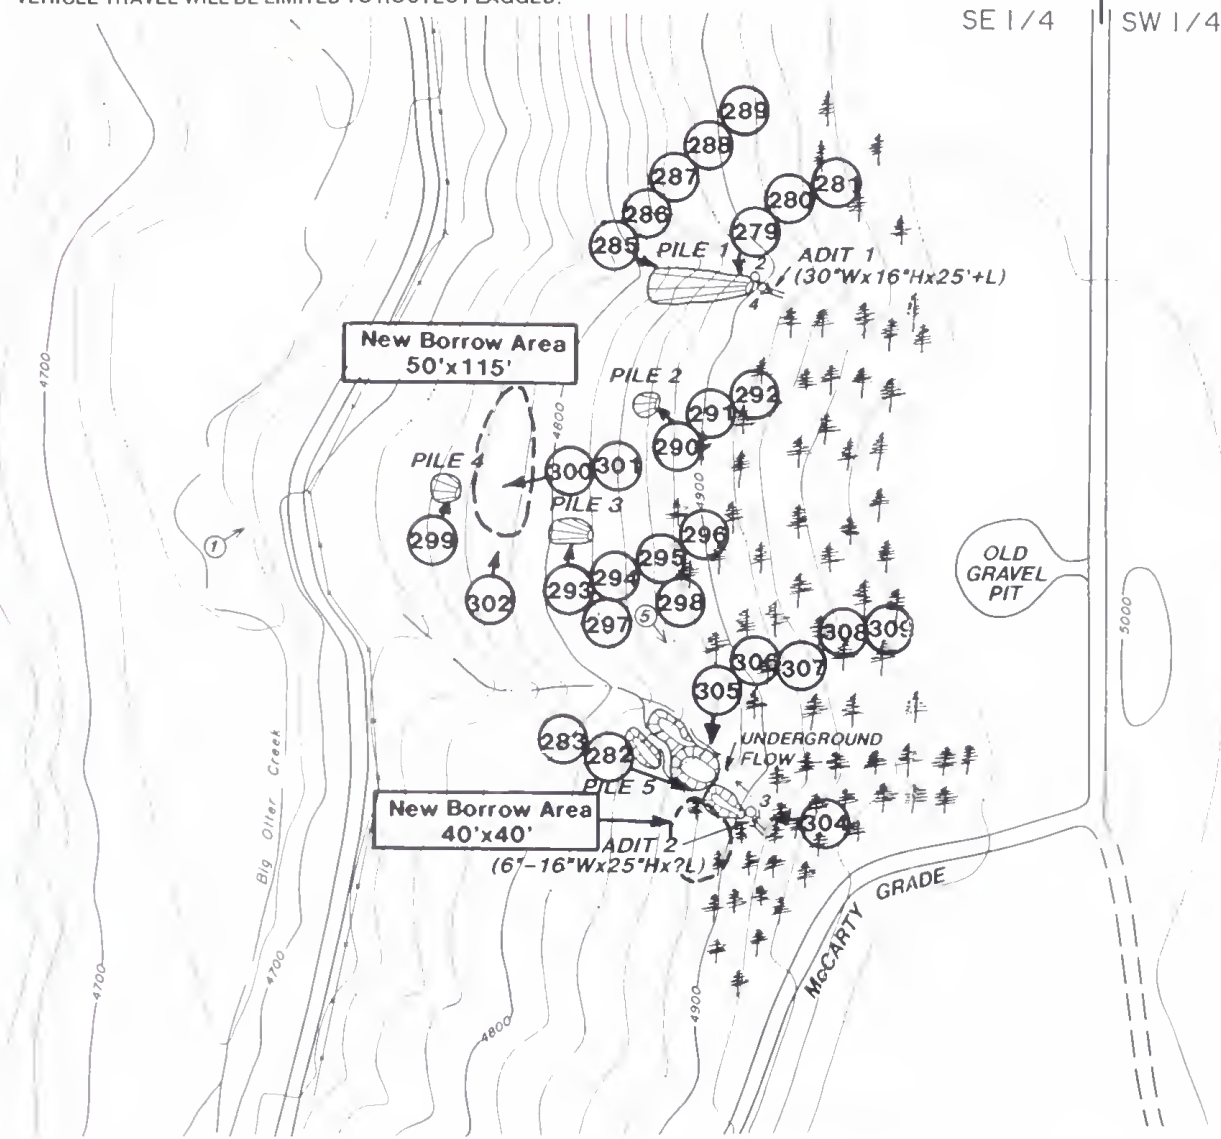 VEHICLE TRAVEL WILL BE LIMITED TO ROUTES FLAGGED.
SE 1/4
SW 1/4
289
288
287
286
285
281
280
279
PILE 1
2
4
ADIT 1
(30"Wx16"Hx25'+L)
New Borrow Area
50'x115'
4700
PILE 2
292
291
290
4800
PILE 4
300
301
4900
PILE 3
299
296
295
294
293
302
297
298
1
5
OLD
GRAVEL
PIT
5000
309
308
307
306
305
283
282
PILE 5
UNDERGROUND
FLOW
3
304
New Borrow Area
40'x40'
ADIT 2
(6"-16"Wx25"Hx?L)
Big Otter Creek
McCARTY GRADE
4700
4700
4800
4900